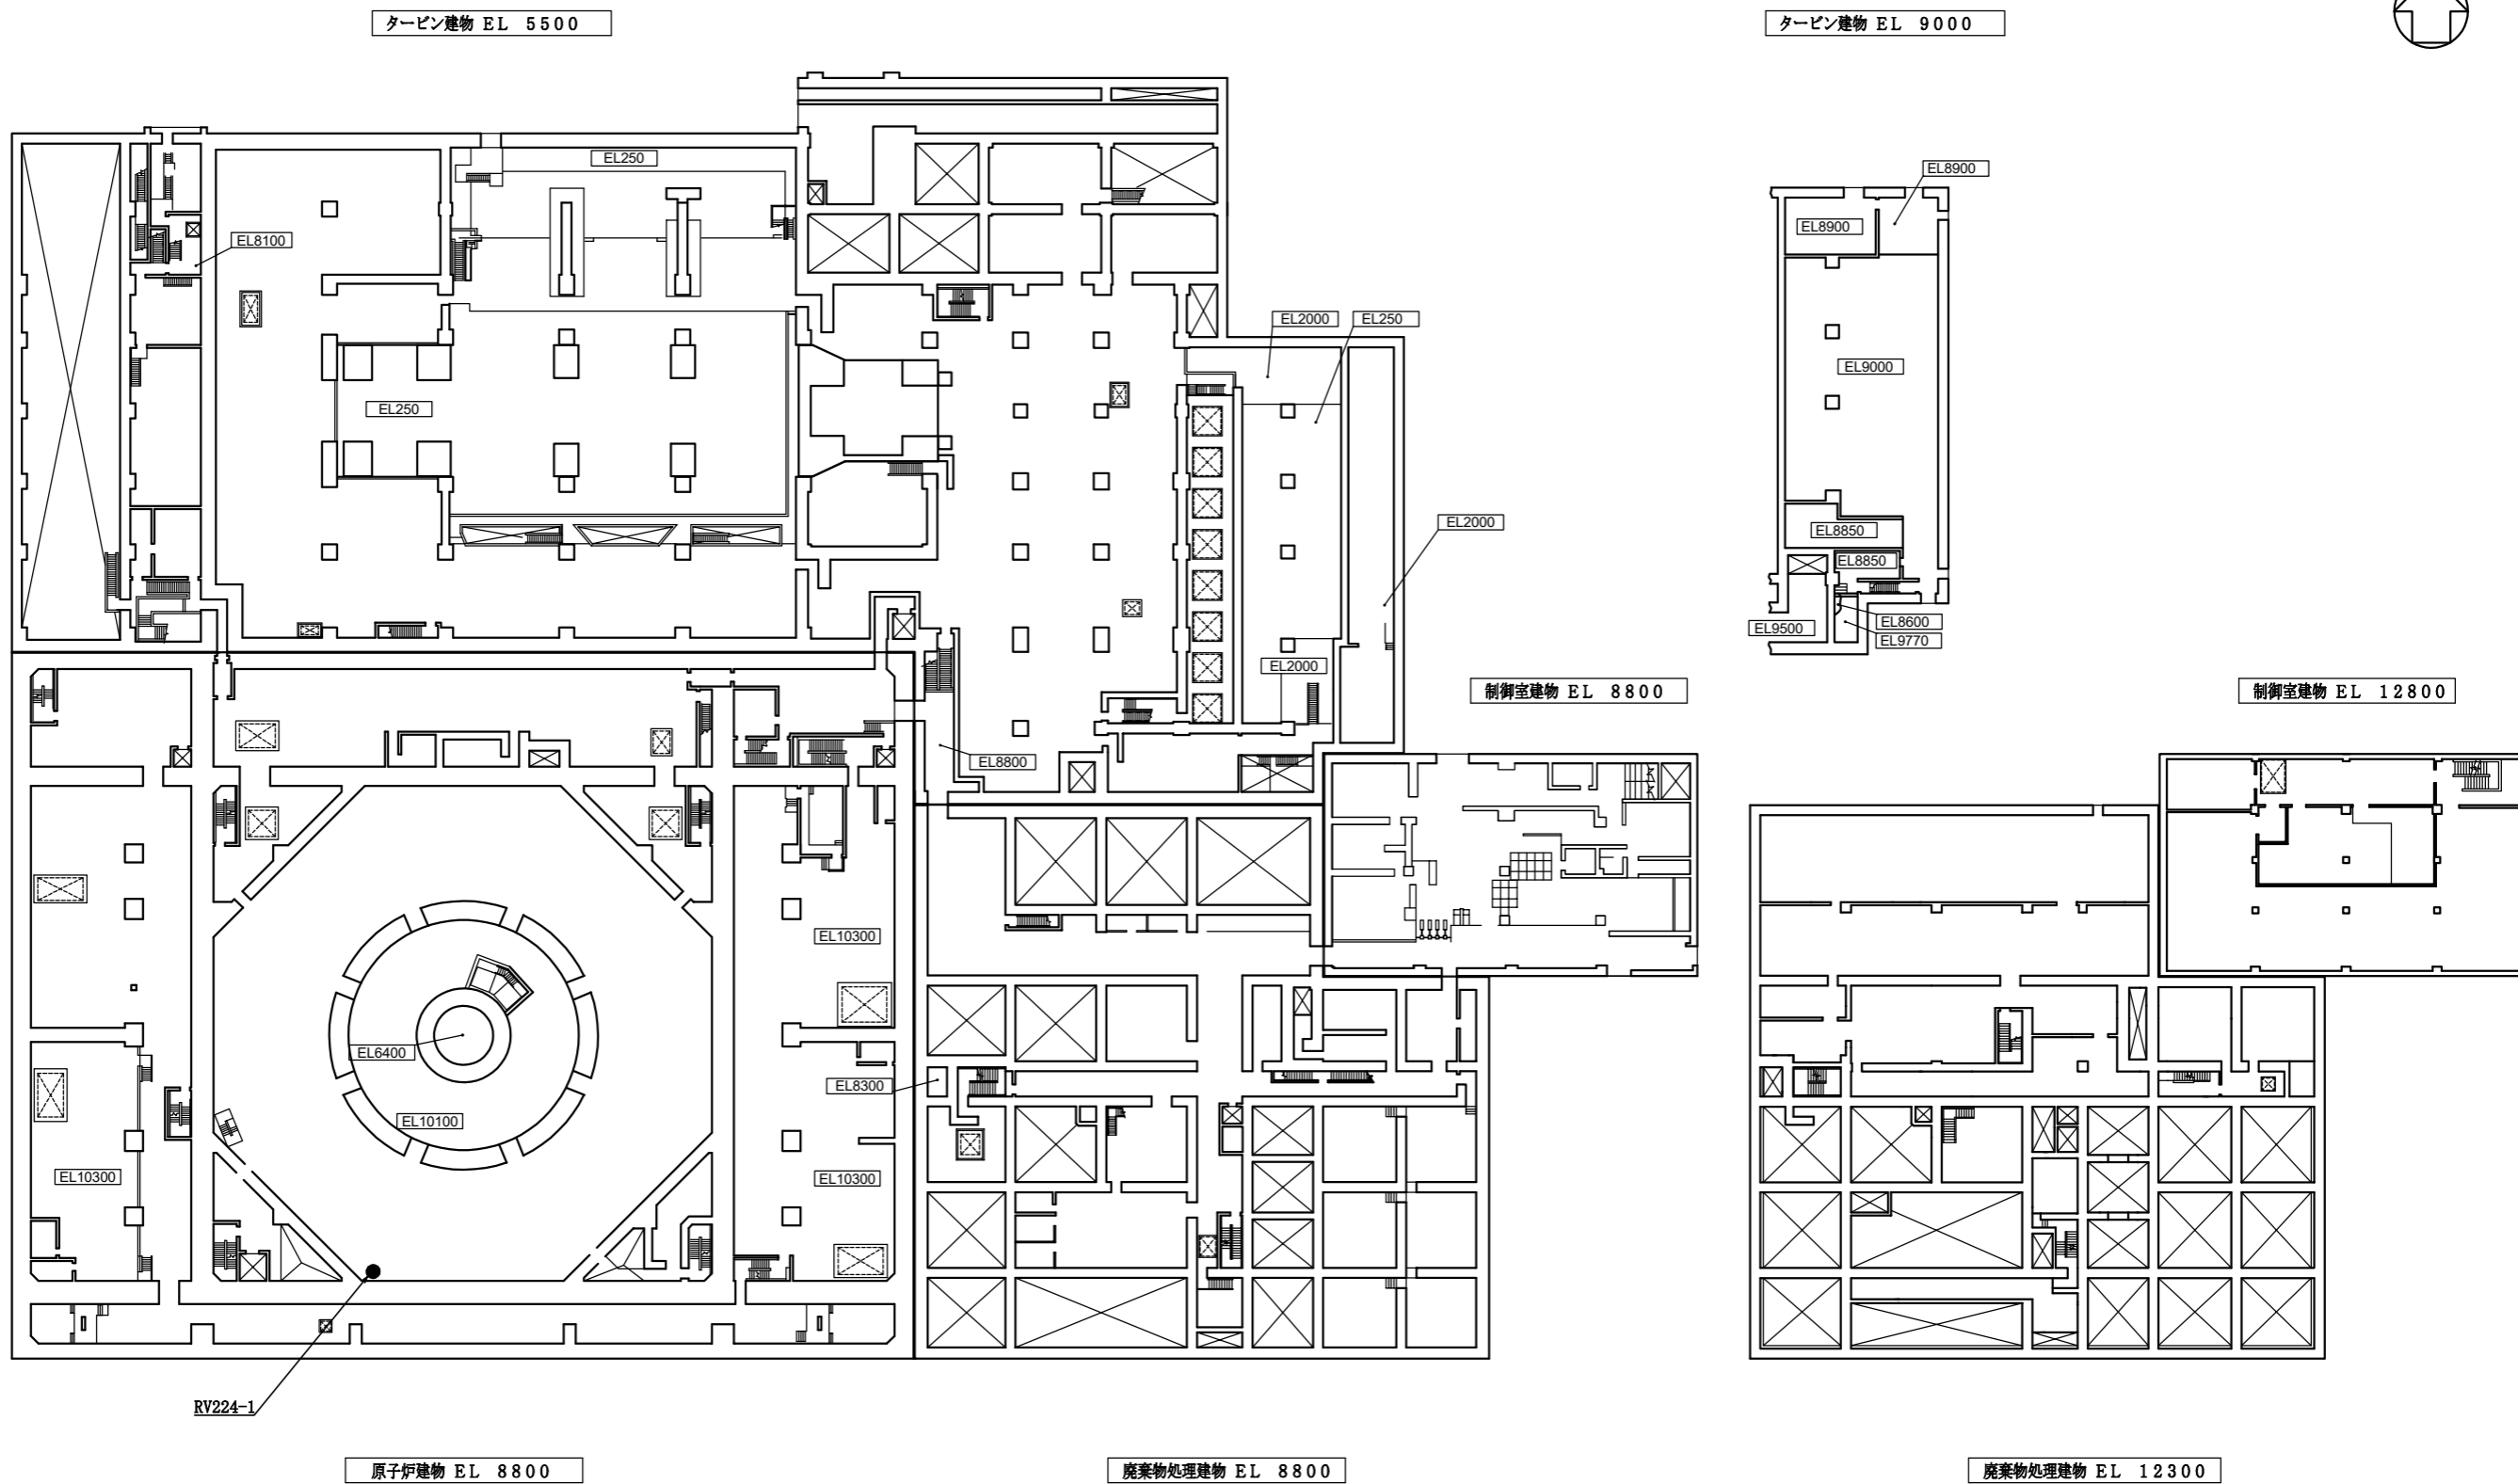 タービン建物 EL 5500
タービン建物 EL 9000
EL250
EL8900
EL8900
EL8100
EL2000
EL250
EL9000
EL250
EL2000
EL8850
EL8850
EL8600
EL9500
EL9770
EL2000
制御室建物 EL 8800
制御室建物 EL 12800
EL8800
EL10300
EL6400
EL8300
EL10100
EL10300
EL10300
RV224-1
原子炉建物 EL 8800
廃棄物処理建物 EL 8800
廃棄物処理建物 EL 12300